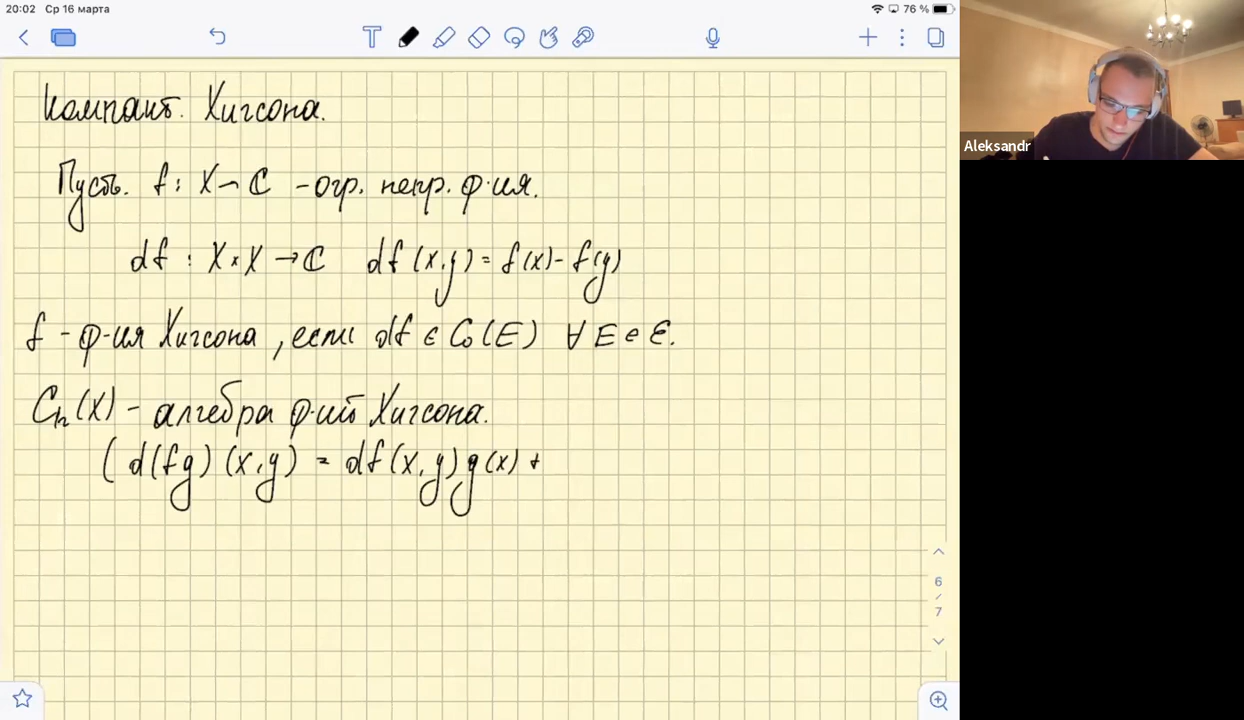 20:02 Ср 16 марта
76 %
Aleksandr
Компакт. Хигсона.
Пусть. f : X → ℂ - огр. непр. ф-ия.
df : X × X → ℂ df (x,y) = f(x) - f(y)
f - ф-ия Хигсона, если df ∈ C₀(E) ∀ E ∈ ℰ.
Cₕ(X) - алгебра ф-ий Хигсона.
( d(fg) (x,y) = df(x,y)g(x) +
6
/
7